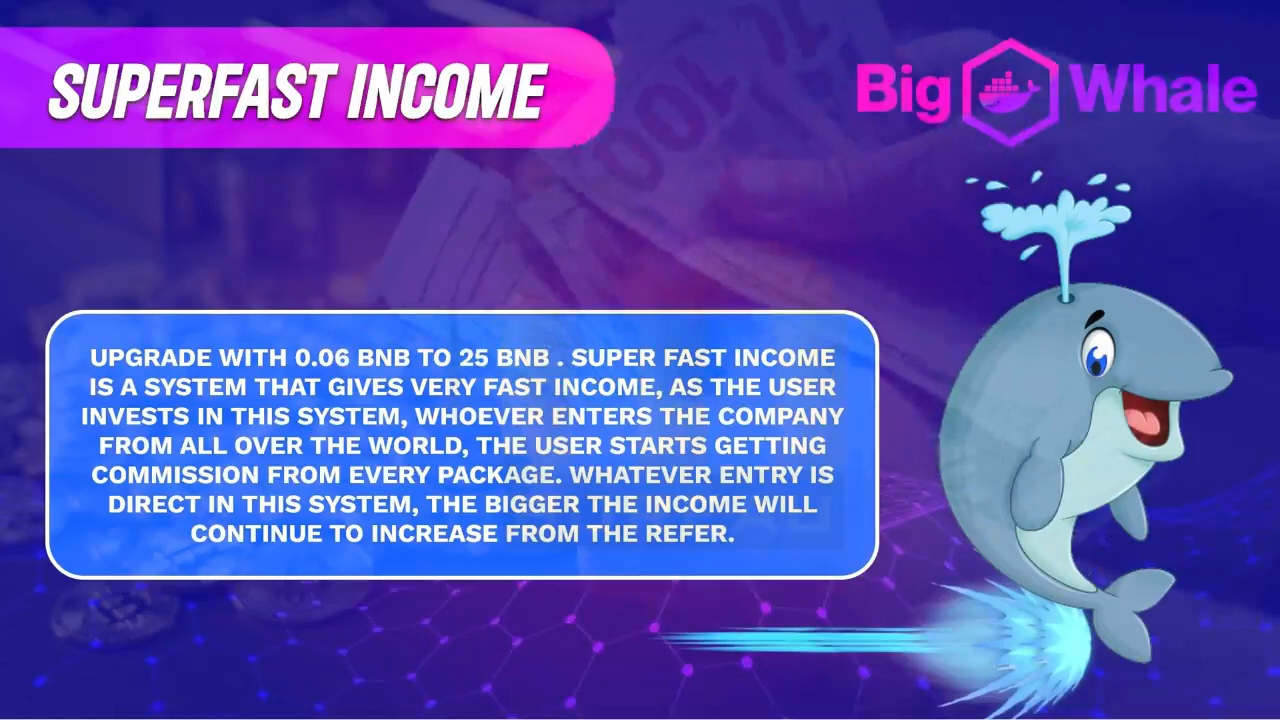 SUPERFAST INCOME
Big Whale
UPGRADE WITH 0.06 BNB TO 25 BNB . SUPER FAST INCOME
IS A SYSTEM THAT GIVES VERY FAST INCOME, AS THE USER
INVESTS IN THIS SYSTEM, WHOEVER ENTERS THE COMPANY
FROM ALL OVER THE WORLD, THE USER STARTS GETTING
COMMISSION FROM EVERY PACKAGE. WHATEVER ENTRY IS
DIRECT IN THIS SYSTEM, THE BIGGER THE INCOME WILL
CONTINUE TO INCREASE FROM THE REFER.
100